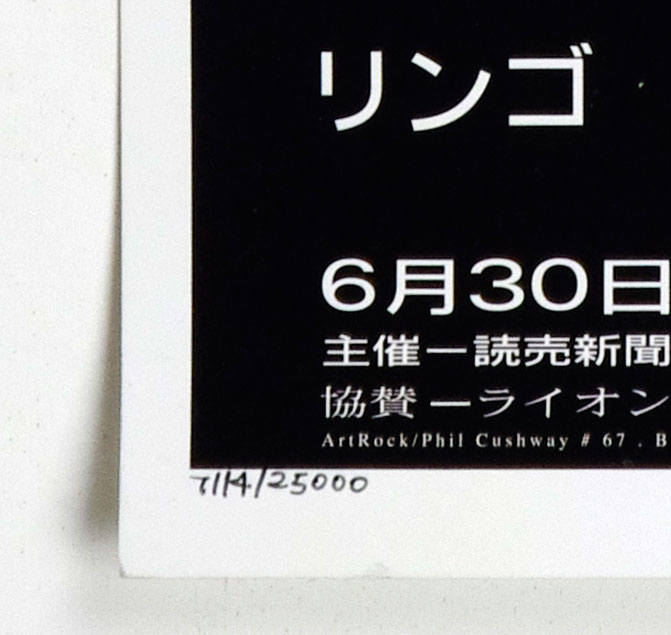 リンゴ
6月30日
主催ー読売新聞
協賛ーライオン
ArtRock/Phil Cushway # 67 . B
7114/25000